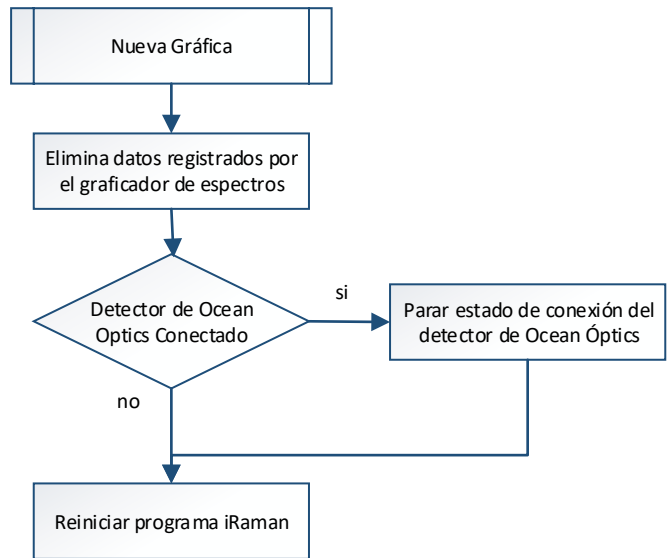 Nueva Gráfica
Elimina datos registrados por
el graficador de espectros
Detector de Ocean
Optics Conectado
si
Parar estado de conexión del
detector de Ocean Óptics
no
Reiniciar programa iRaman